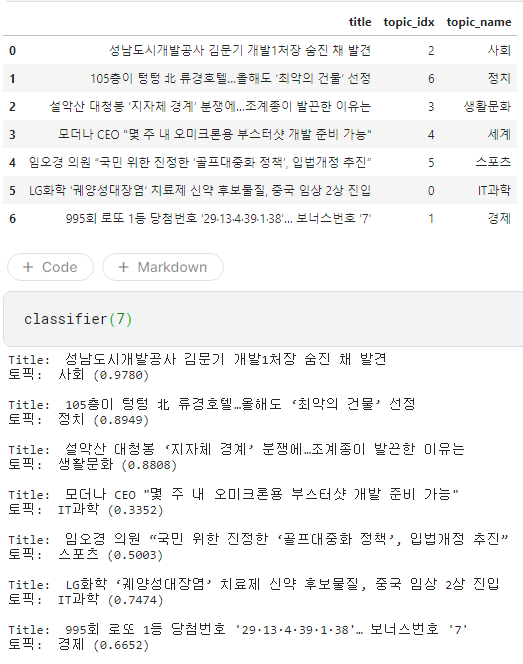 title topic_idx topic_name
0 성남도시개발공사 김문기 개발1처장 숨진 채 발견 2 사회
1 105층이 텅텅 北 류경호텔…올해도 ‘최악의 건물’ 선정 6 정치
2 설악산 대청봉 ‘지자체 경계’ 분쟁에…조계종이 발끈한 이유는 3 생활문화
3 모더나 CEO "몇 주 내 오미크론용 부스터샷 개발 준비 가능" 4 세계
4 임오경 의원 “국민 위한 진정한 ‘골프대중화 정책’, 입법개정 추진” 5 스포츠
5 LG화학 ‘궤양성대장염’ 치료제 신약 후보물질, 중국 임상 2상 진입 0 IT과학
6 995회 로또 1등 당첨번호 '29·13·4·39·1·38'… 보너스번호 '7' 1 경제
+ Code + Markdown
classifier(7)
Title: 성남도시개발공사 김문기 개발1처장 숨진 채 발견
토픽: 사회 (0.9780)
Title: 105층이 텅텅 北 류경호텔…올해도 ‘최악의 건물’ 선정
토픽: 정치 (0.8949)
Title: 설악산 대청봉 ‘지자체 경계’ 분쟁에…조계종이 발끈한 이유는
토픽: 생활문화 (0.8808)
Title: 모더나 CEO "몇 주 내 오미크론용 부스터샷 개발 준비 가능"
토픽: IT과학 (0.3352)
Title: 임오경 의원 “국민 위한 진정한 ‘골프대중화 정책’, 입법개정 추진”
토픽: 스포츠 (0.5003)
Title: LG화학 ‘궤양성대장염’ 치료제 신약 후보물질, 중국 임상 2상 진입
토픽: IT과학 (0.7474)
Title: 995회 로또 1등 당첨번호 '29·13·4·39·1·38'… 보너스번호 '7'
토픽: 경제 (0.6652)